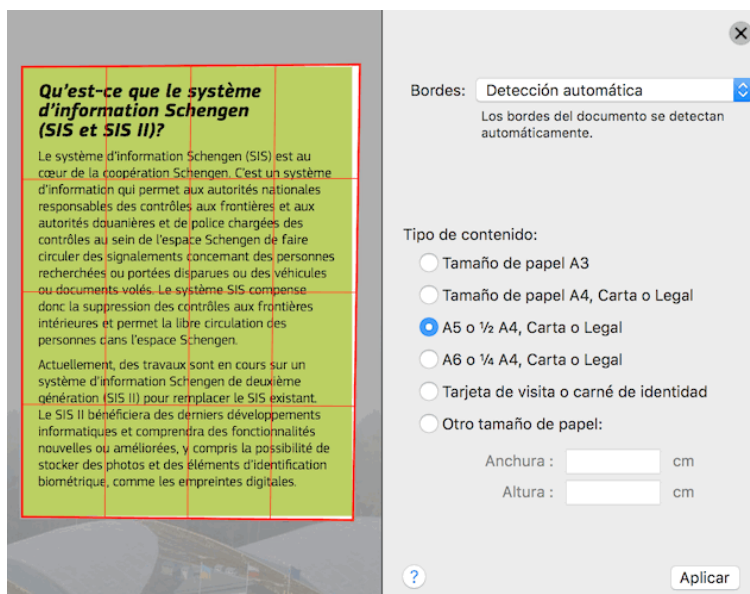 Qu'est-ce que le système
d'information Schengen
(SIS et SIS II)?
Le système d'information Schengen (SIS) est au
cœur de la coopération Schengen. C'est un système
d'information qui permet aux autorités nationales
responsables des contrôles aux frontières et aux
autorités douanières et de police chargées des
contrôles au sein de l'espace Schengen de faire
circuler des signalements concernant des personnes
recherchées ou portées disparues ou des véhicules
ou documents volés. Le système SIS compense
donc la suppression des contrôles aux frontières
intérieures et permet la libre circulation des
personnes dans l'espace Schengen.
Actuellement, des travaux sont en cours sur un
système d'information Schengen de deuxième
génération (SIS II) pour remplacer le SIS existant.
Le SIS II bénéficiera des derniers développements
informatiques et comprendra des fonctionnalités
nouvelles ou améliorées, y compris la possibilité de
stocker des photos et des éléments d'identification
biométrique, comme les empreintes digitales.
Bordes: Detección automática
Los bordes del documento se detectan
automáticamente.
Tipo de contenido:
Tamaño de papel A3
Tamaño de papel A4, Carta o Legal
A5 o ½ A4, Carta o Legal
A6 o ¼ A4, Carta o Legal
Tarjeta de visita o carné de identidad
Otro tamaño de papel:
Anchura : cm
Altura : cm
? Aplicar